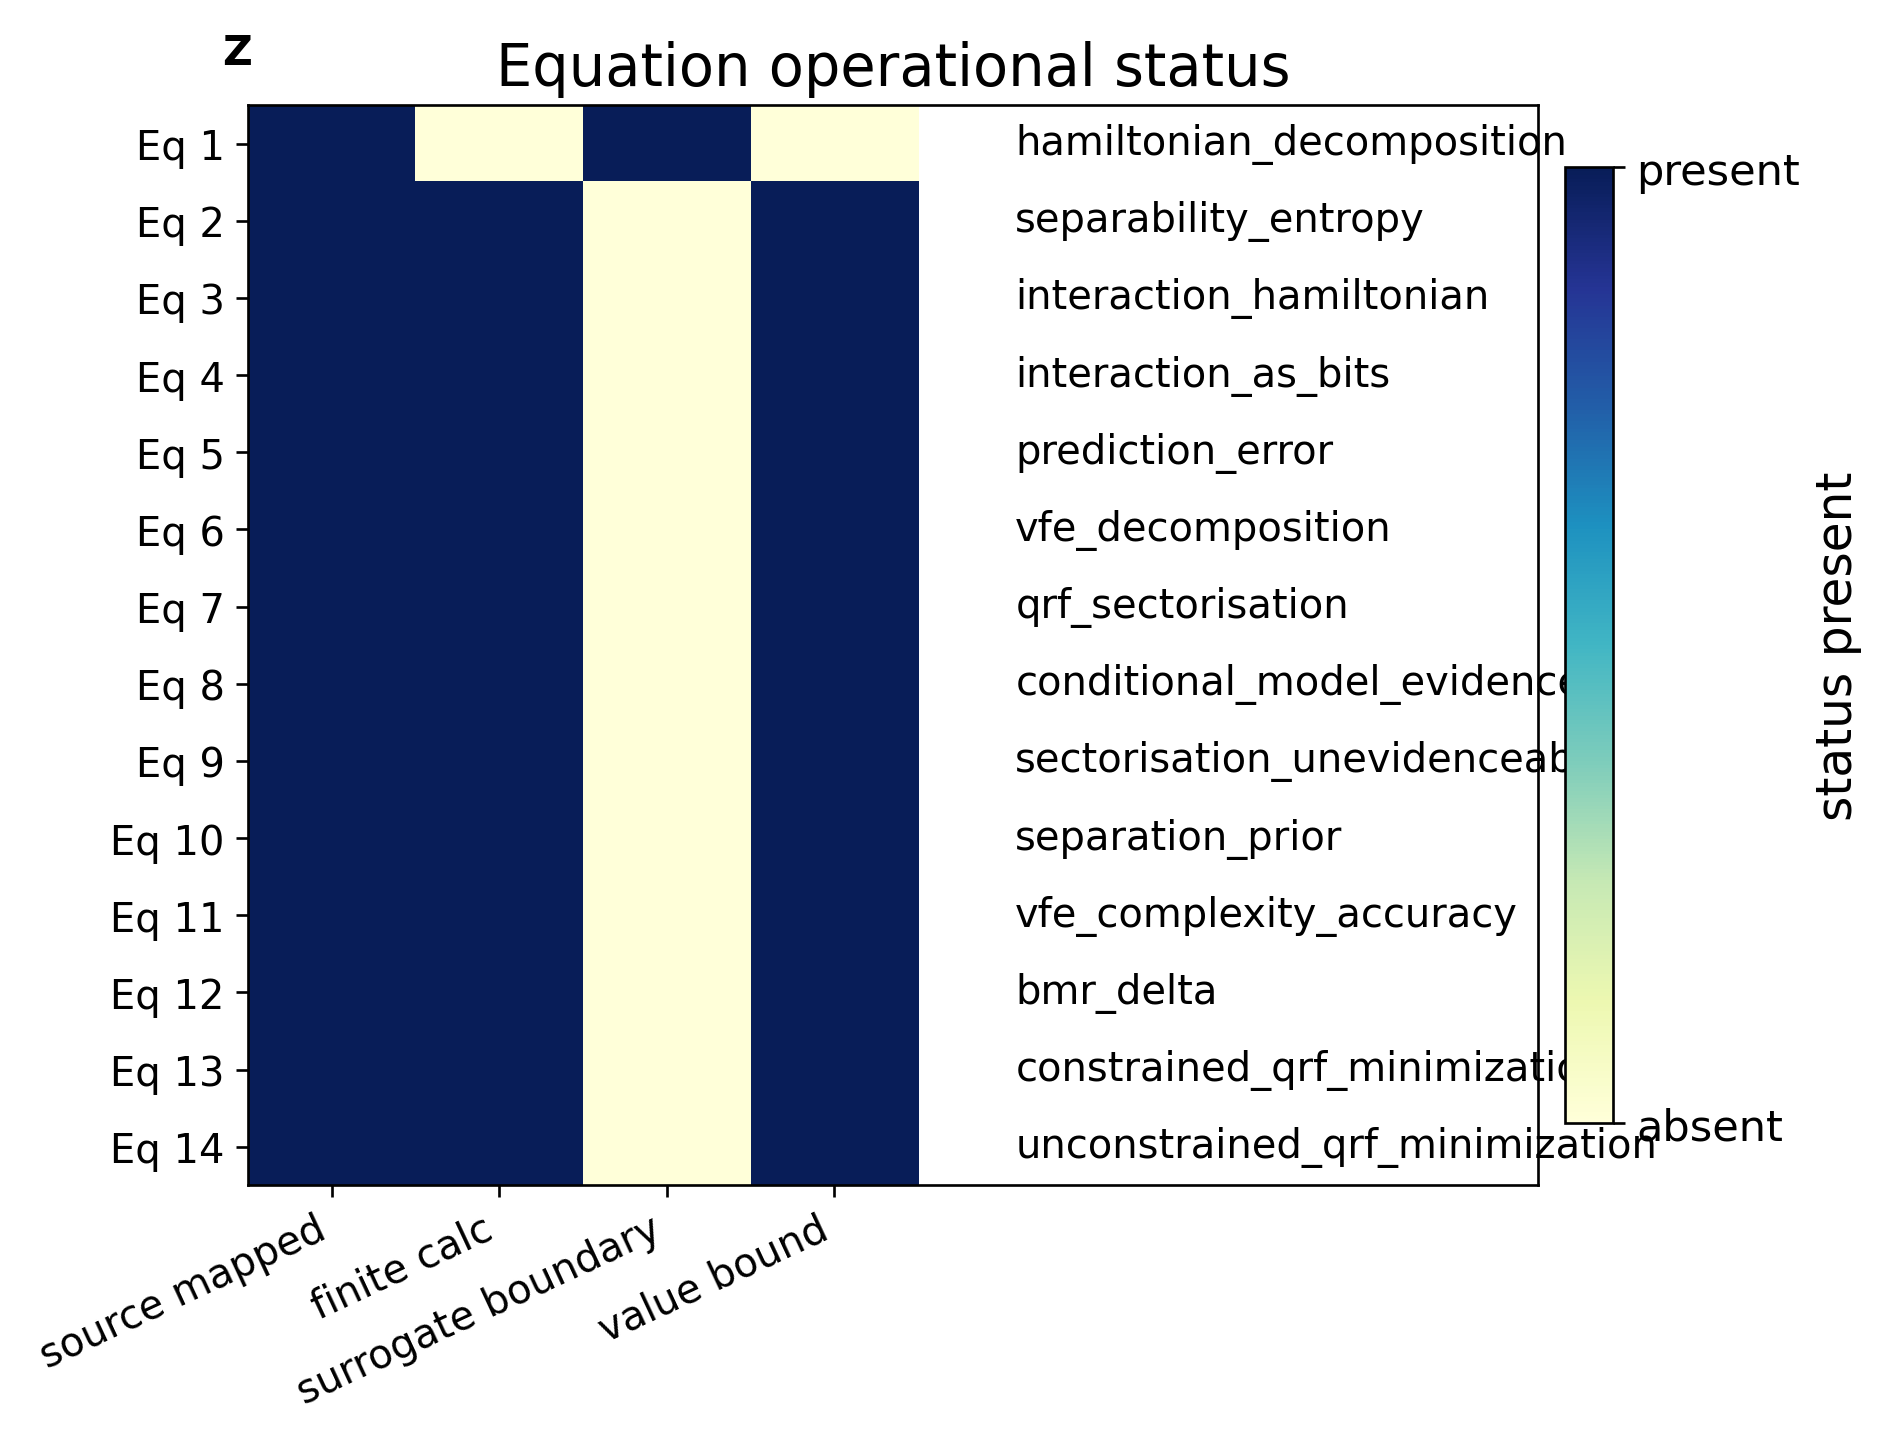 z
Equation operational status
Eq 1 hamiltonian_decomposition
Eq 2 separability_entropy
Eq 3 interaction_hamiltonian
Eq 4 interaction_as_bits
Eq 5 prediction_error
Eq 6 vfe_decomposition
Eq 7 qrf_sectorisation
Eq 8 conditional_model_evidence
Eq 9 sectorisation_unevidenceab
Eq 10 separation_prior
Eq 11 vfe_complexity_accuracy
Eq 12 bmr_delta
Eq 13 constrained_qrf_minimizatio
Eq 14 unconstrained_qrf_minimization
source mapped
finite calc
surrogate boundary
value bound
present
absent
status present